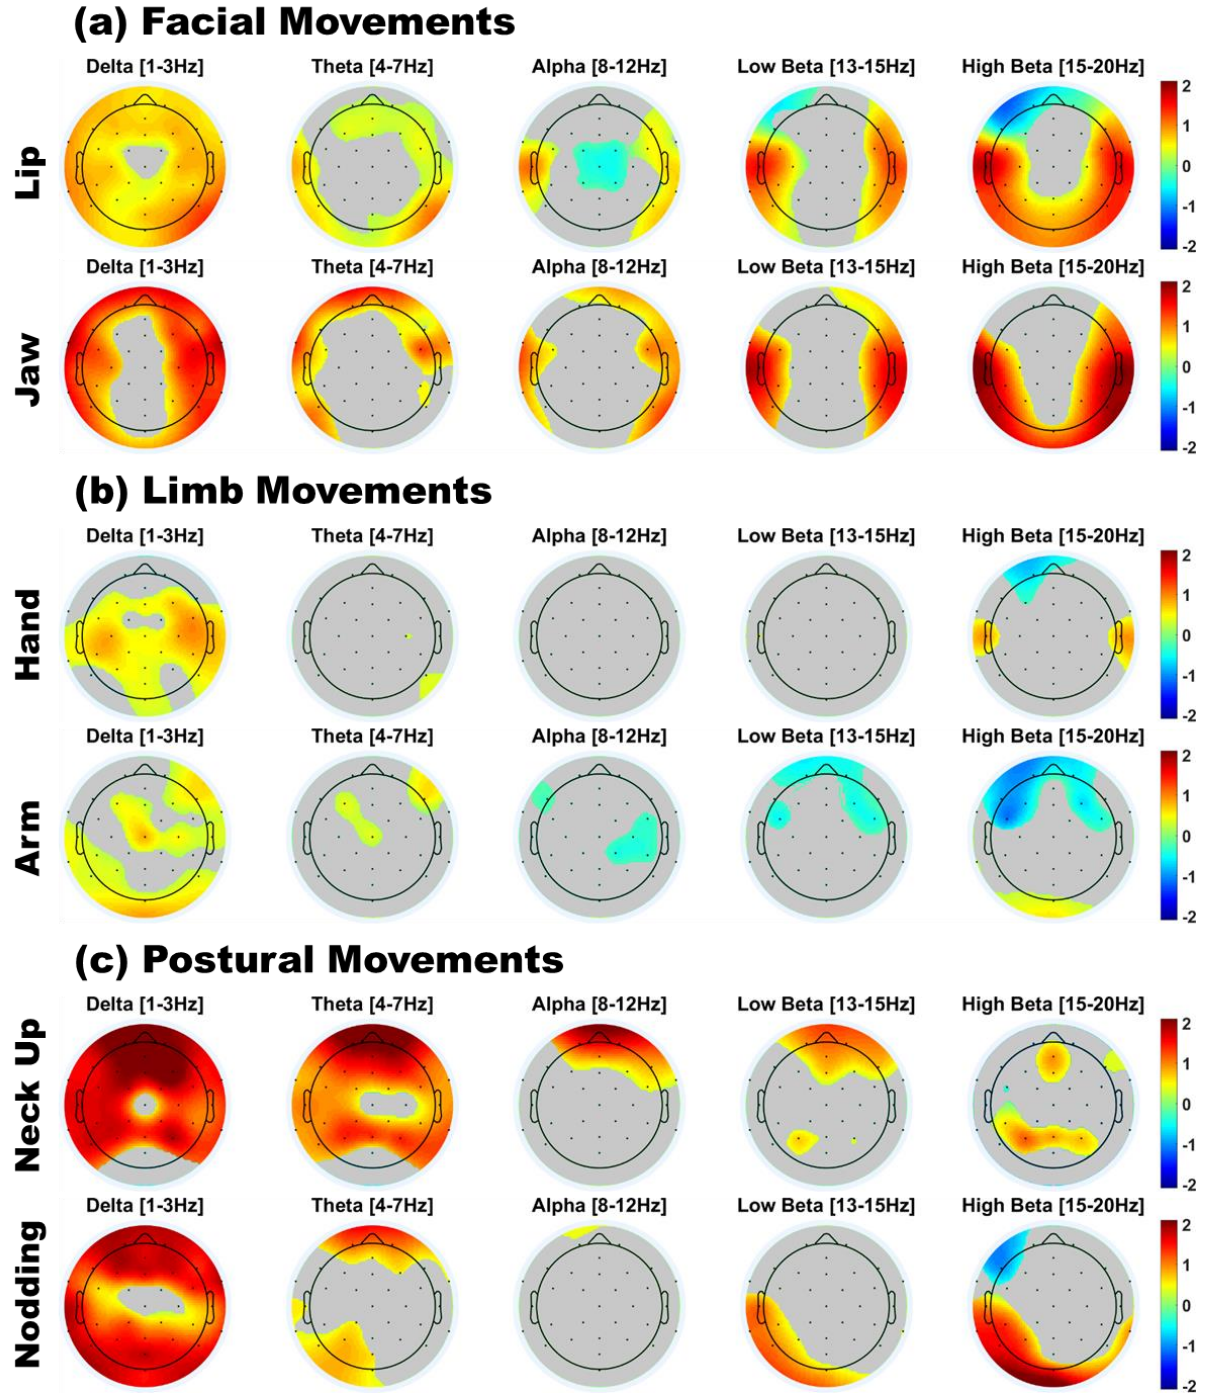 (a) Facial Movements
Delta [1-3Hz] Theta [4-7Hz] Alpha [8-12Hz] Low Beta [13-15Hz] High Beta [15-20Hz]
Lip
2
1
0
-1
-2
Delta [1-3Hz] Theta [4-7Hz] Alpha [8-12Hz] Low Beta [13-15Hz] High Beta [15-20Hz]
Jaw
2
1
0
-1
-2
(b) Limb Movements
Delta [1-3Hz] Theta [4-7Hz] Alpha [8-12Hz] Low Beta [13-15Hz] High Beta [15-20Hz]
Hand
2
1
0
-1
-2
Delta [1-3Hz] Theta [4-7Hz] Alpha [8-12Hz] Low Beta [13-15Hz] High Beta [15-20Hz]
Arm
2
1
0
-1
-2
(c) Postural Movements
Delta [1-3Hz] Theta [4-7Hz] Alpha [8-12Hz] Low Beta [13-15Hz] High Beta [15-20Hz]
Neck Up
2
1
0
-1
-2
Delta [1-3Hz] Theta [4-7Hz] Alpha [8-12Hz] Low Beta [13-15Hz] High Beta [15-20Hz]
Nodding
2
1
0
-1
-2